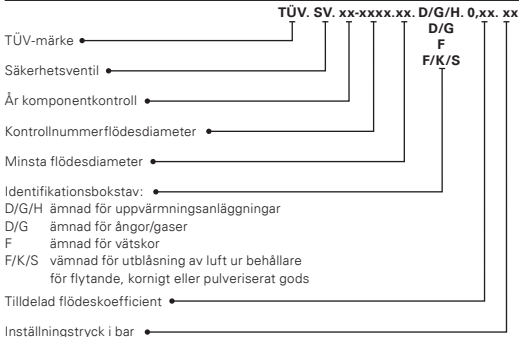 TÜV. SV. xx-xxxx.xx. D/G/H. 0,xx. xx
D/G
F
F/K/S
TÜV-märke
Säkerhetsventil
År komponentkontroll
Kontrollnummerflödesdiameter
Minsta flödesdiameter
Identifikationsbokstav:
D/G/H ämnad för uppvärmningsanläggningar
D/G ämnad för ångor/gaser
F ämnad för vätskor
F/K/S vämnad för utblåsning av luft ur behållare
för flytande, kornigt eller pulveriserat gods
Tilldelad flödeskoefficient
Inställningstryck i bar